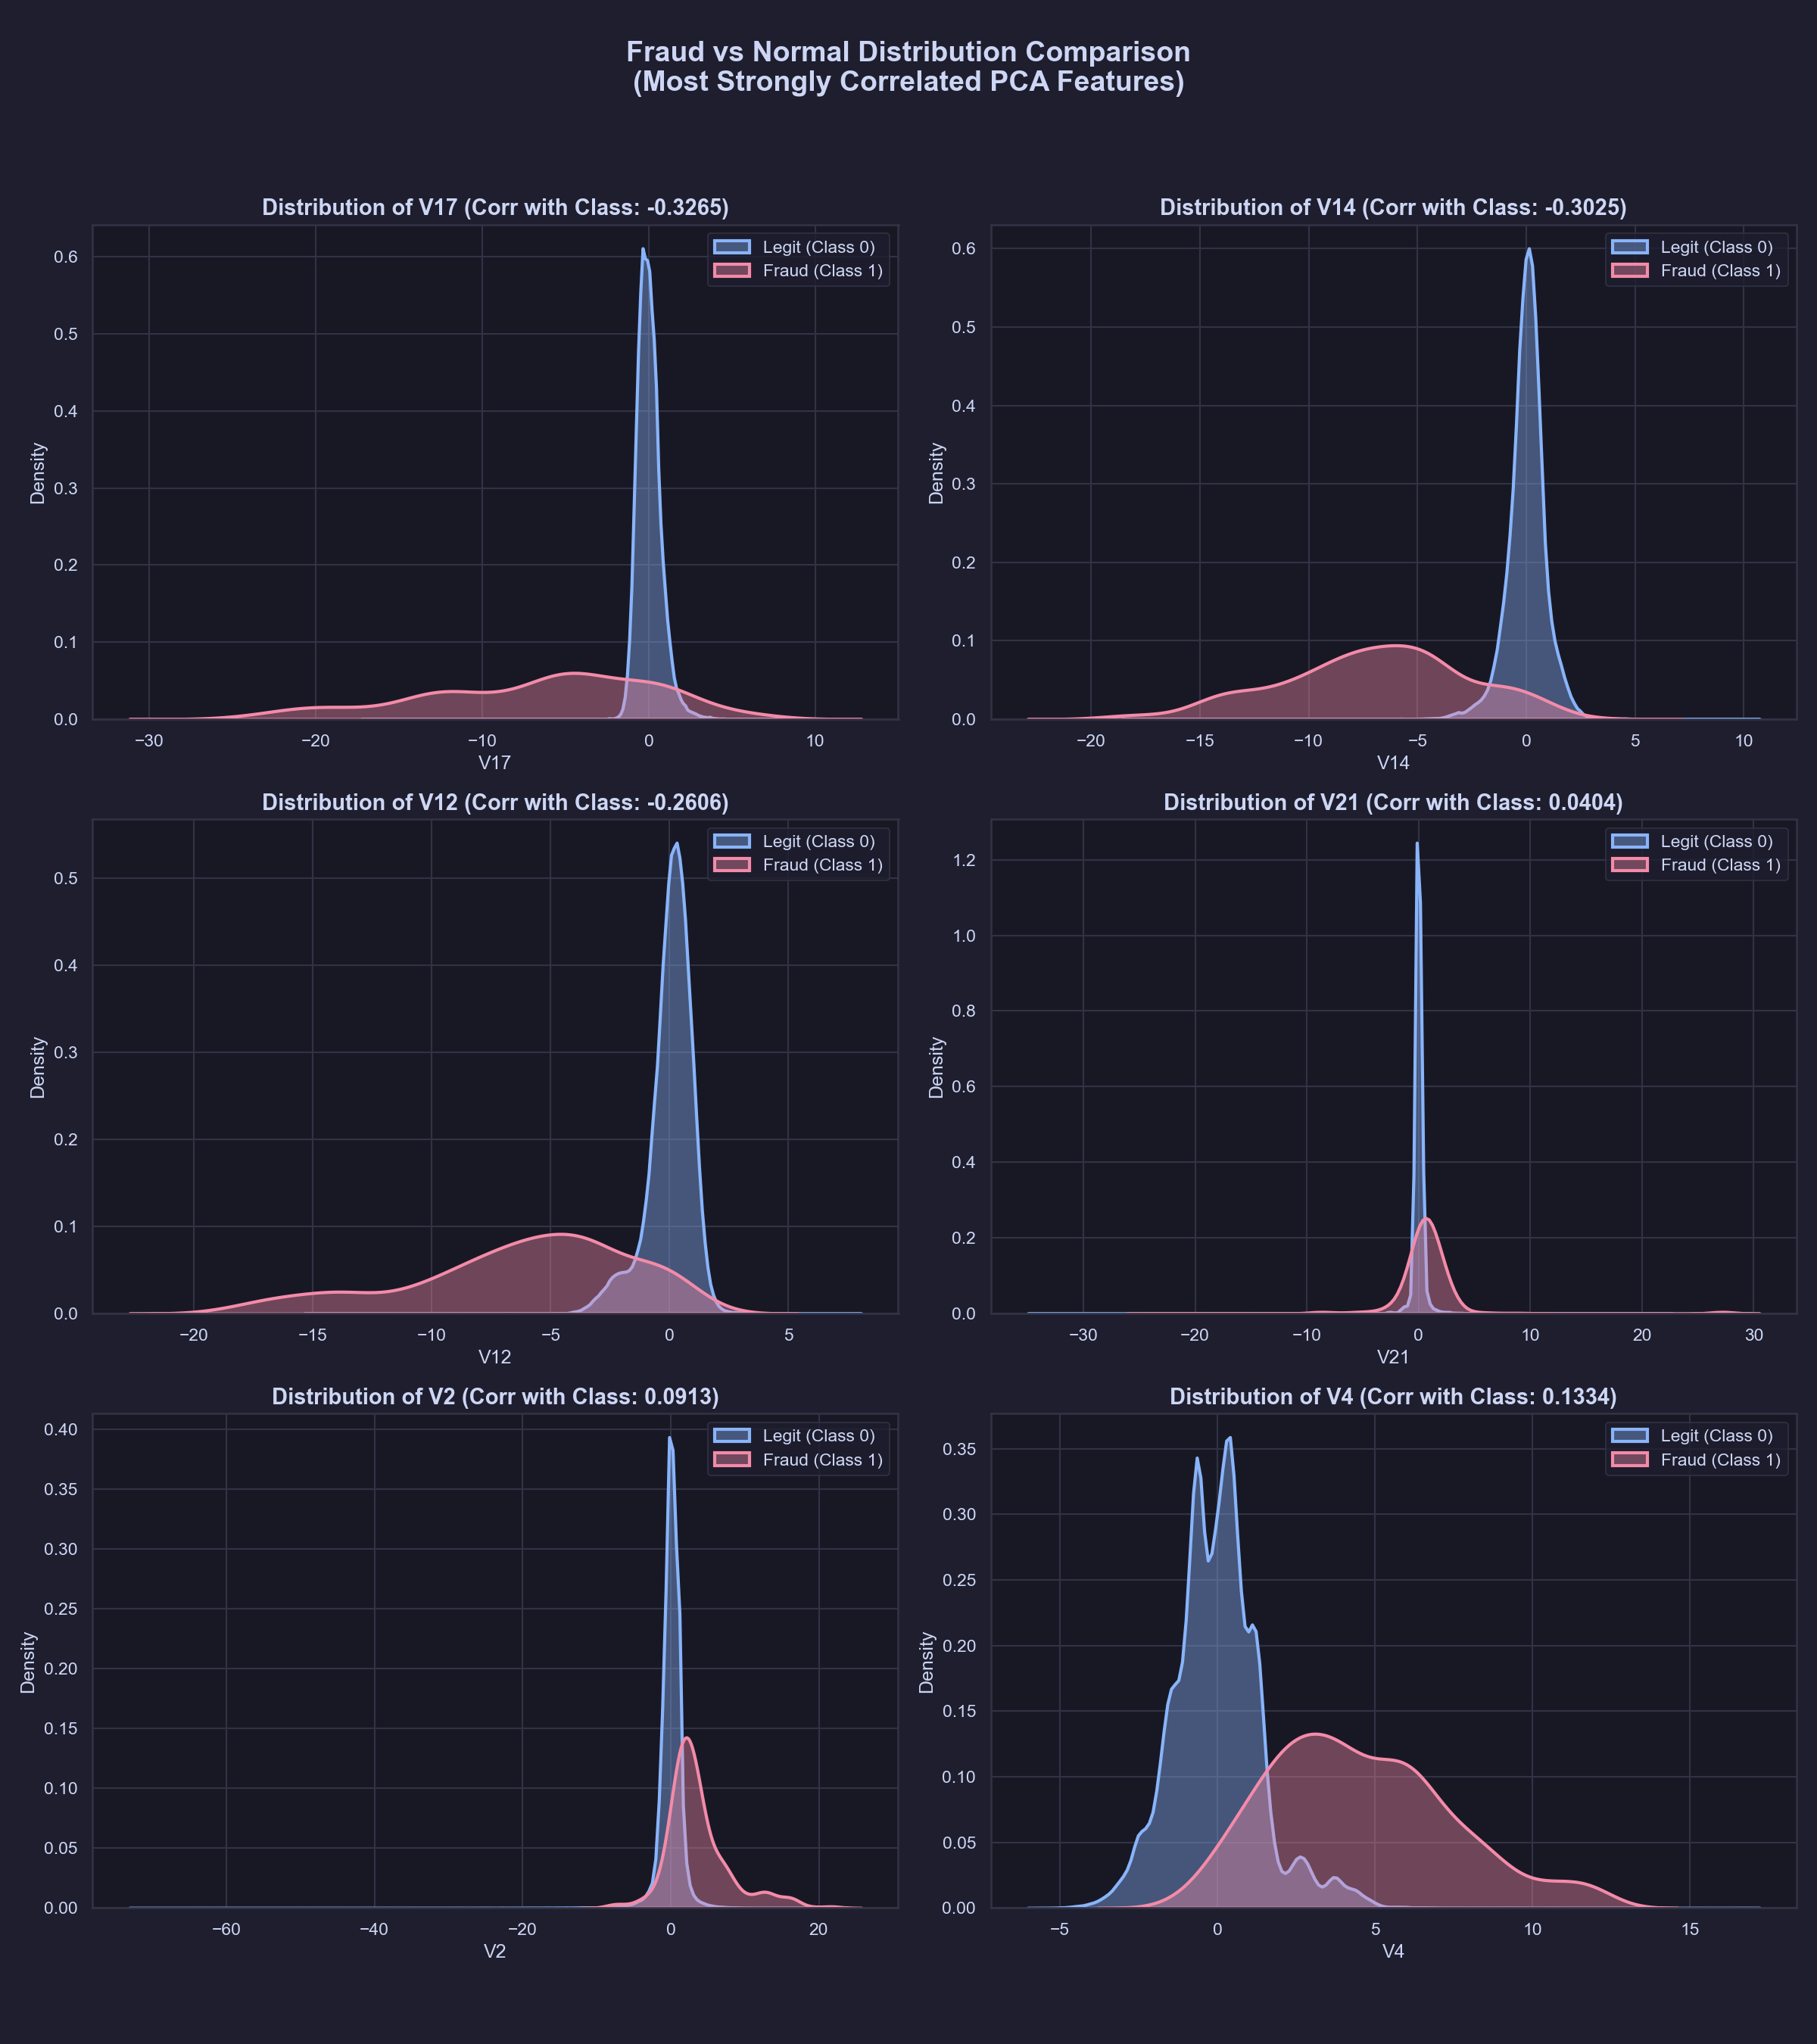 Fraud vs Normal Distribution Comparison
(Most Strongly Correlated PCA Features)
Distribution of V17 (Corr with Class: -0.3265)
Legit (Class 0)
Fraud (Class 1)
Density
0.6
0.5
0.4
0.3
0.2
0.1
0.0
−30 −20 −10 0 10
V17
Distribution of V14 (Corr with Class: -0.3025)
Legit (Class 0)
Fraud (Class 1)
Density
0.6
0.5
0.4
0.3
0.2
0.1
0.0
−20 −15 −10 −5 0 5 10
V14
Distribution of V12 (Corr with Class: -0.2606)
Legit (Class 0)
Fraud (Class 1)
Density
0.5
0.4
0.3
0.2
0.1
0.0
−20 −15 −10 −5 0 5
V12
Distribution of V21 (Corr with Class: 0.0404)
Legit (Class 0)
Fraud (Class 1)
Density
1.2
1.0
0.8
0.6
0.4
0.2
0.0
−30 −20 −10 0 10 20 30
V21
Distribution of V2 (Corr with Class: 0.0913)
Legit (Class 0)
Fraud (Class 1)
Density
0.40
0.35
0.30
0.25
0.20
0.15
0.10
0.05
0.00
−60 −40 −20 0 20
V2
Distribution of V4 (Corr with Class: 0.1334)
Legit (Class 0)
Fraud (Class 1)
Density
0.35
0.30
0.25
0.20
0.15
0.10
0.05
0.00
−5 0 5 10 15
V4